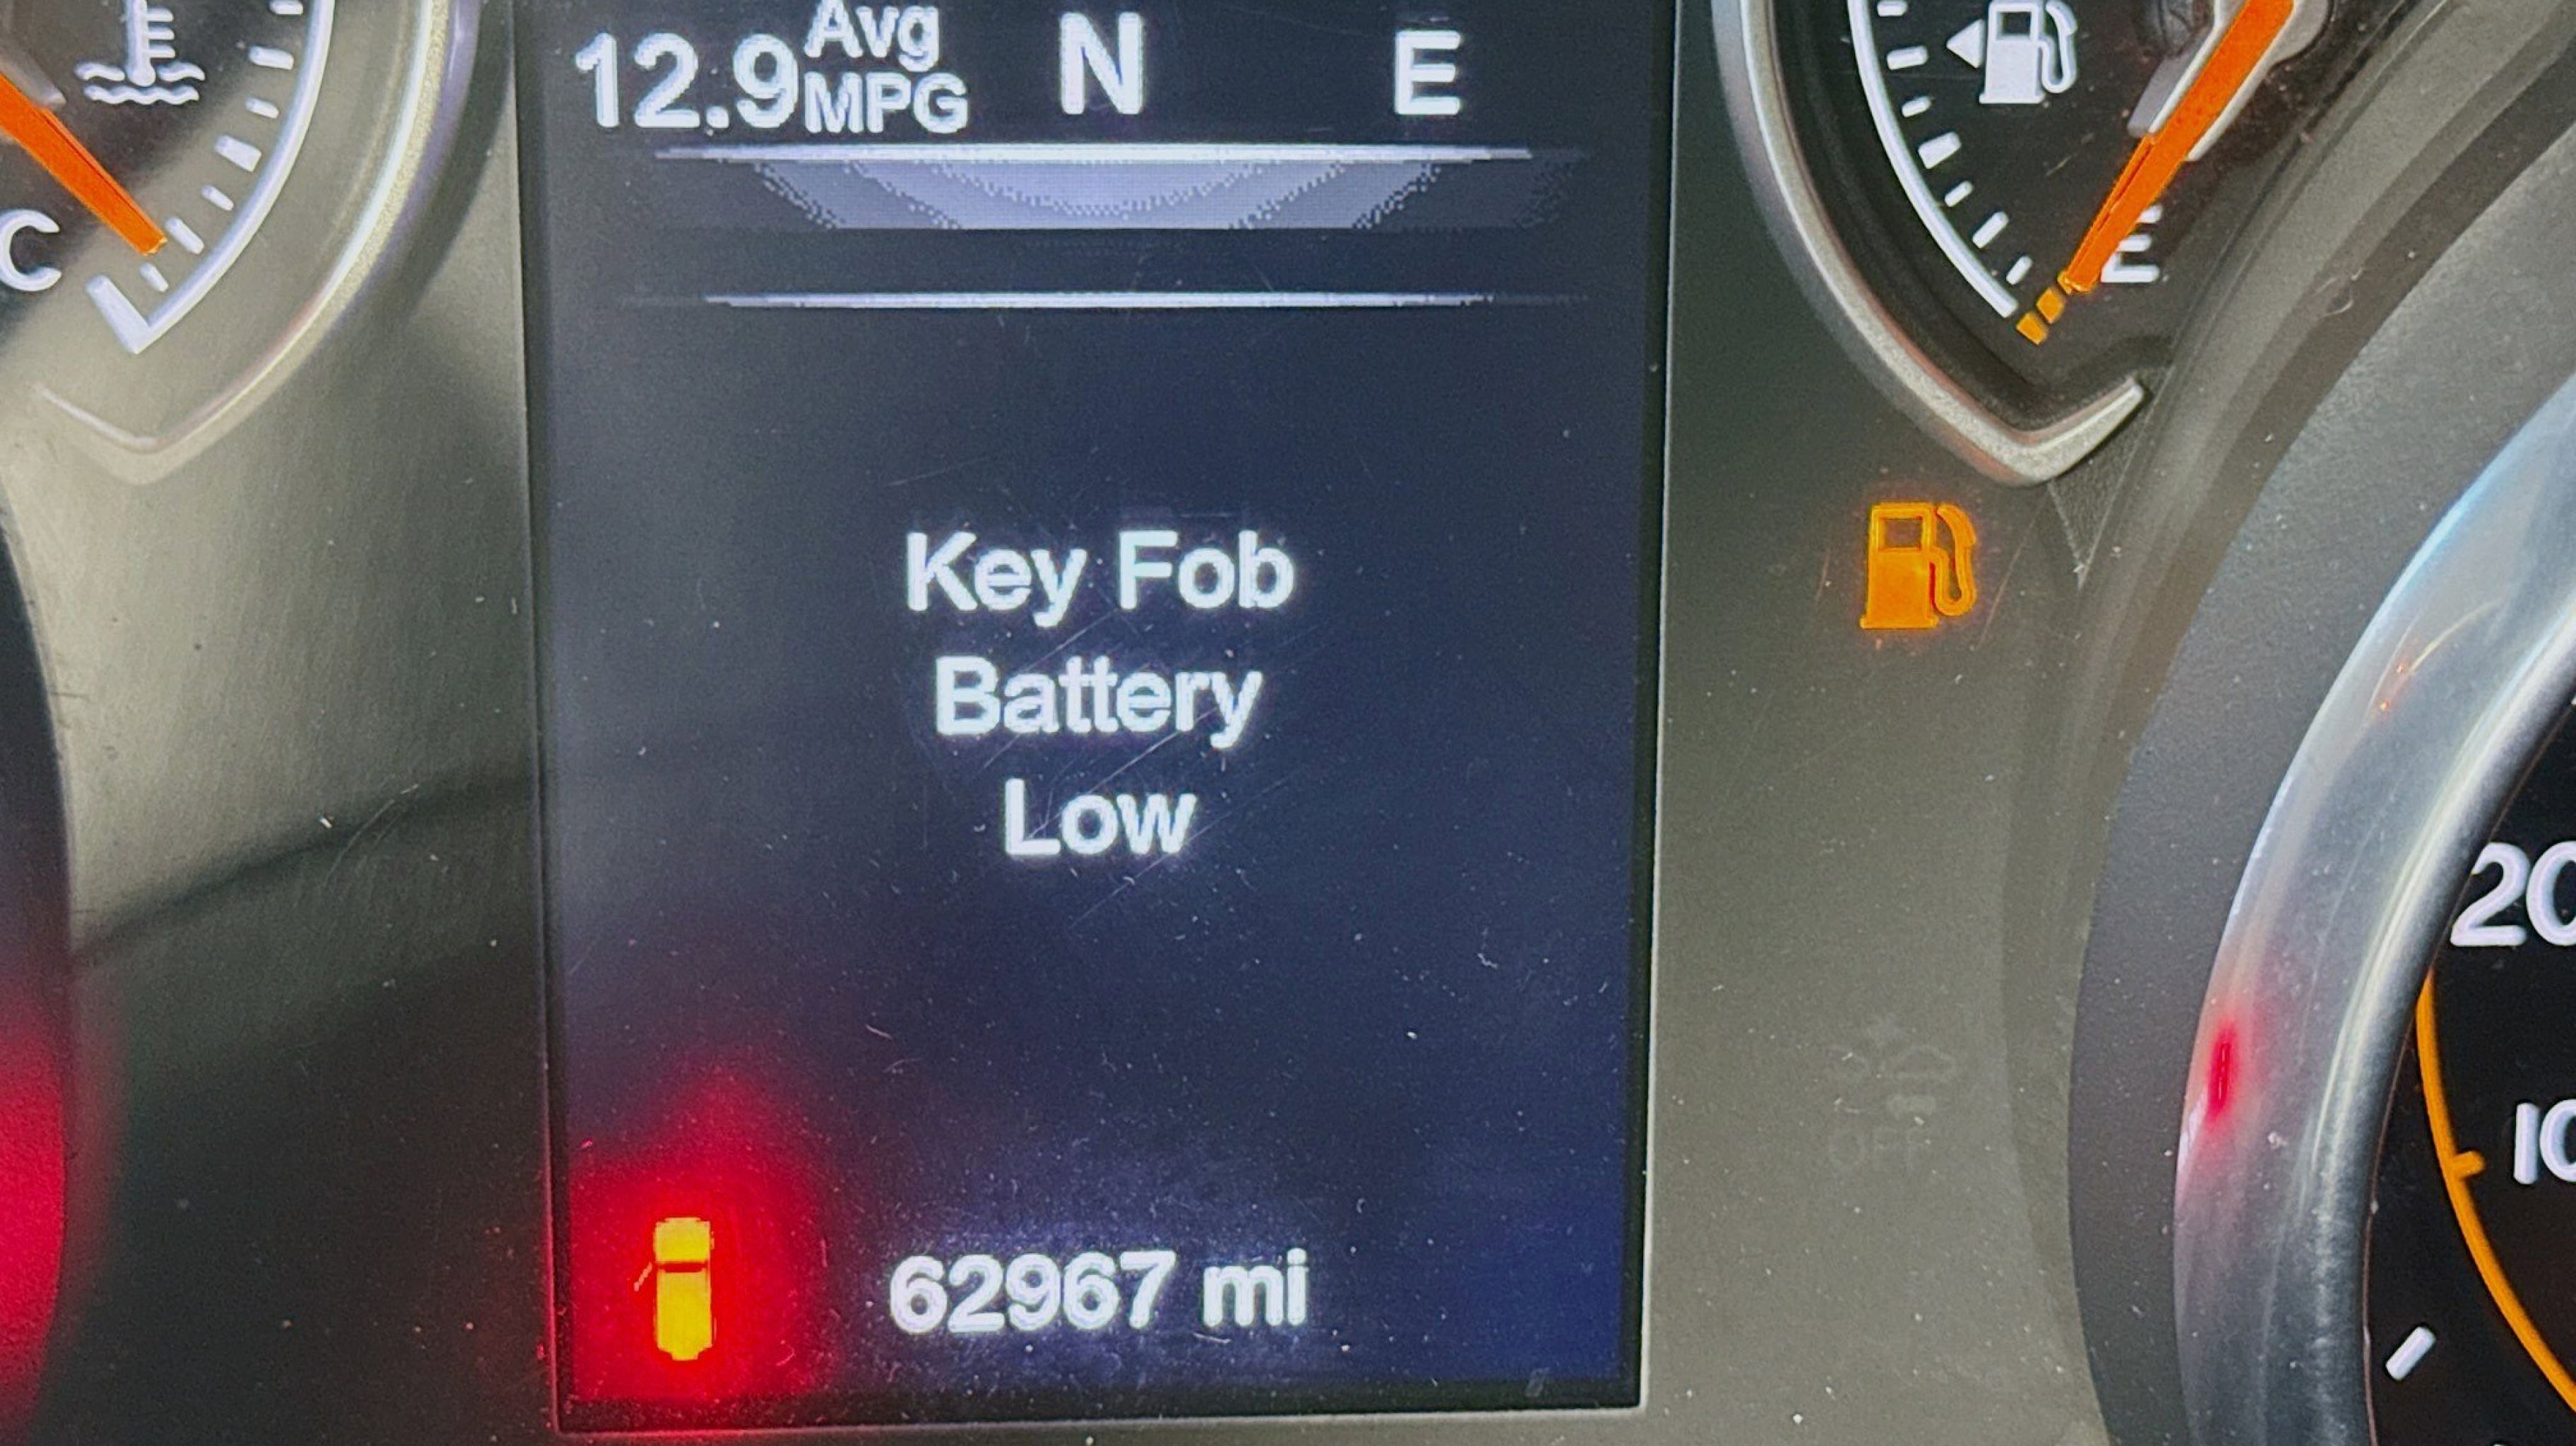 12.9 Avg MPG N E
C
E
Key Fob
Battery
Low
OFF
62967 mi